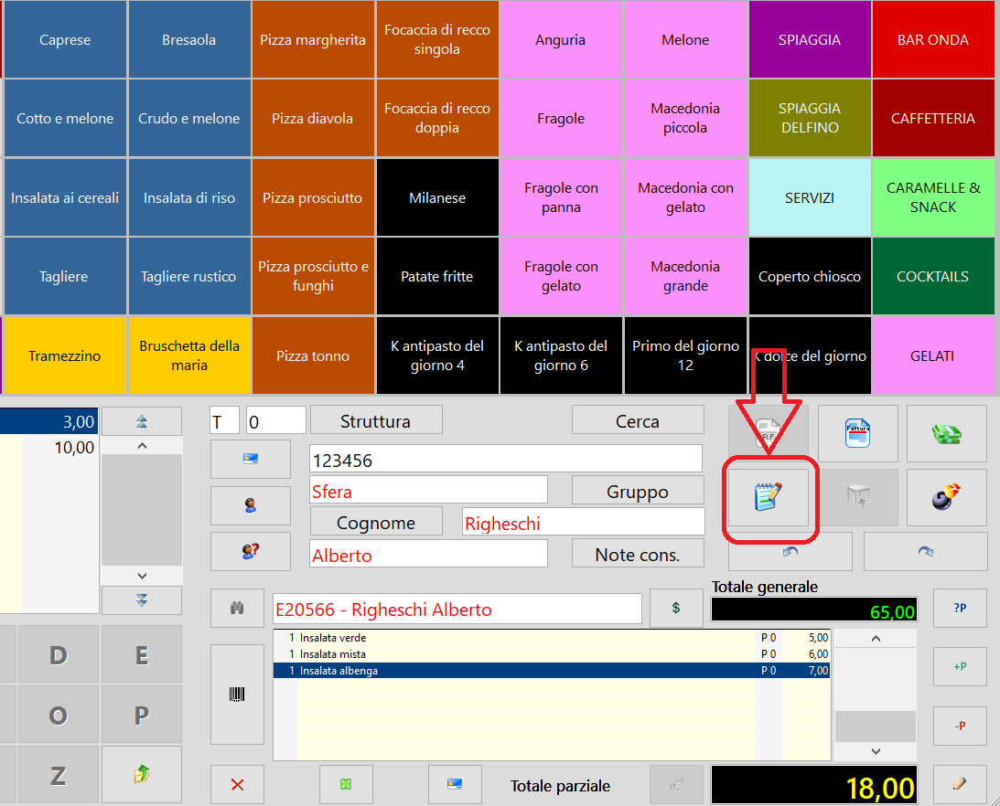 Caprese
Bresaola
Pizza margherita
Focaccia di recco
singola
Anguria
Melone
SPIAGGIA
BAR ONDA
Cotto e melone
Crudo e melone
Pizza diavola
Focaccia di recco
doppia
Fragole
Macedonia
piccola
SPIAGGIA
DELFINO
CAFFETTERIA
Insalata ai cereali
Insalata di riso
Pizza prosciutto
Milanese
Fragole con
panna
Macedonia con
gelato
SERVIZI
CARAMELLE &
SNACK
Tagliere
Tagliere rustico
Pizza prosciutto e
funghi
Patate fritte
Fragole con
gelato
Macedonia
grande
Coperto chiosco
COCKTAILS
Tramezzino
Bruschetta della
maria
Pizza tonno
K antipasto del
giorno 4
K antipasto del
giorno 6
Primo del giorno
12
K dolce del giorno
GELATI
3,00
10,00
T 0 Struttura Cerca
Fattura
123456
Sfera Gruppo
Cognome Righeschi
Alberto Note cons.
Totale generale
E20566 - Righeschi Alberto $ 65,00 ?P
1 Insalata verde P 0 5,00
1 Insalata mista P 0 6,00
1 Insalata albenga P 0 7,00
+P
-P
D E
O P
Z
Totale parziale 18,00